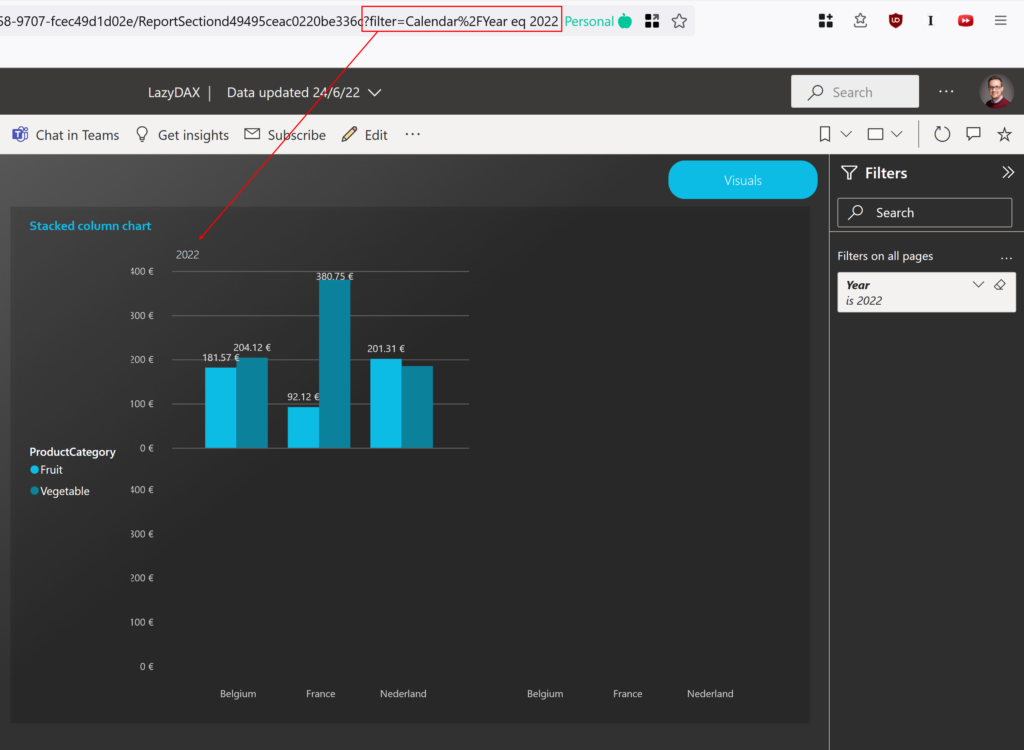 58-9707-fcec49d1d02e/ReportSectiond49495ceac0220be336c?filter=Calendar%2FYear eq 2022 Personal
LazyDAX | Data updated 24/6/22 Search ...
Chat in Teams Get insights Subscribe Edit ...
Visuals
Filters
Search
Filters on all pages ...
Year
is 2022
Stacked column chart
2022
400 €
300 €
200 €
100 €
0 €
181.57 €
204.12 €
92.12 €
380.75 €
201.31 €
ProductCategory
Fruit
Vegetable
400 €
300 €
200 €
100 €
0 €
Belgium France Nederland Belgium France Nederland